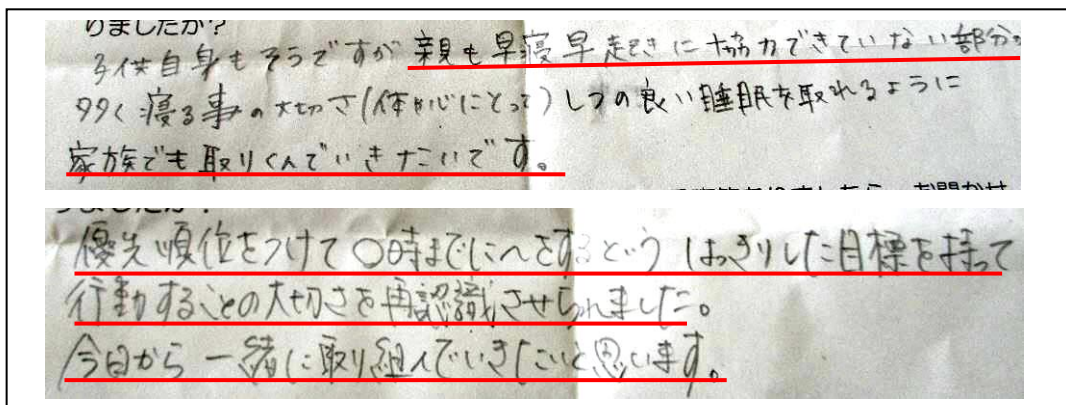 りましたか?
子供自身もそうですが親も早寝早起きに協力できていない部分が
多く寝る事の大切さ(体や心にとって)しつの良い睡眠を取れるように
家族でも取りくんでいきたいです。
優先順位をつけて〇時までに〜をするという はっきりした目標を持って
行動することの大切さを再認識させられました。
今日から一緒に取り組んでいきたいと思います。